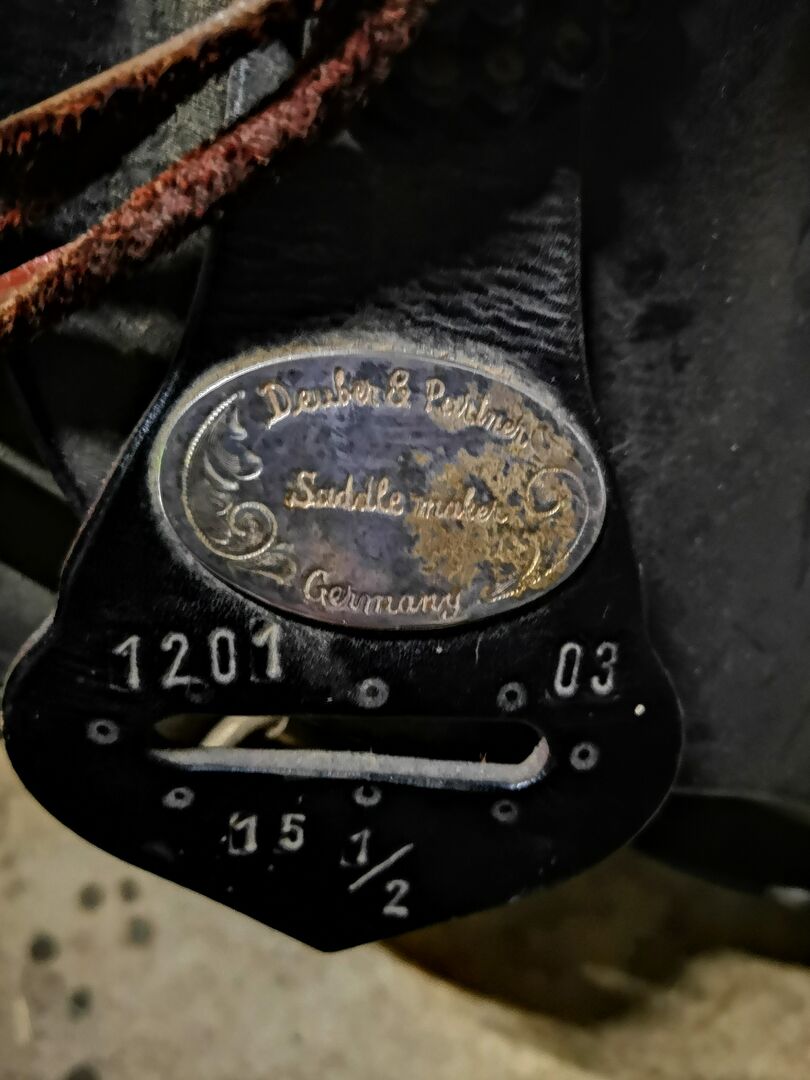 Deuber & Partner
Saddle maker
Germany
1201 03
15 1/2